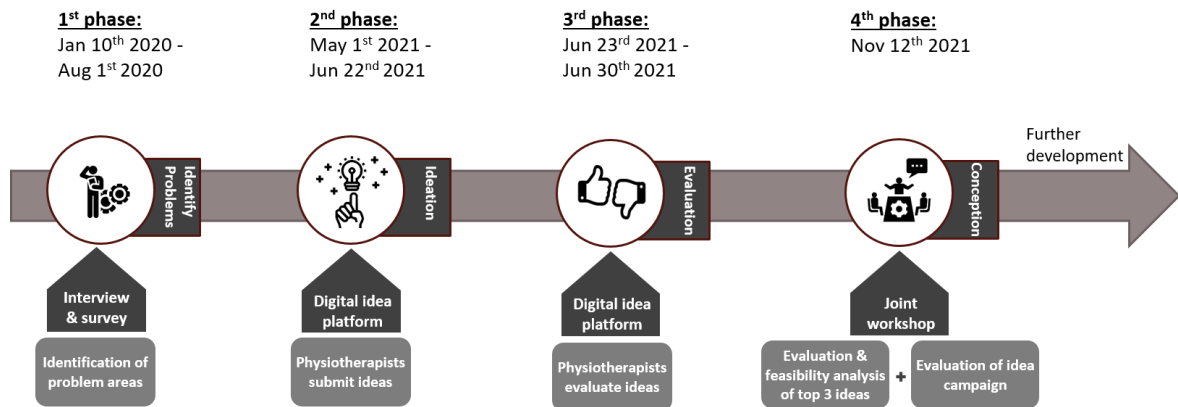 1st phase:
Jan 10th 2020 -
Aug 1st 2020
2nd phase:
May 1st 2021 -
Jun 22nd 2021
3rd phase:
Jun 23rd 2021 -
Jun 30th 2021
4th phase:
Nov 12th 2021
Identify
Problems
Ideation
Evaluation
Conception
Further
development
Interview
& survey
Identification of
problem areas
Digital idea
platform
Physiotherapists
submit ideas
Digital idea
platform
Physiotherapists
evaluate ideas
Joint
workshop
Evaluation &
feasibility analysis
of top 3 ideas
+
Evaluation of idea
campaign